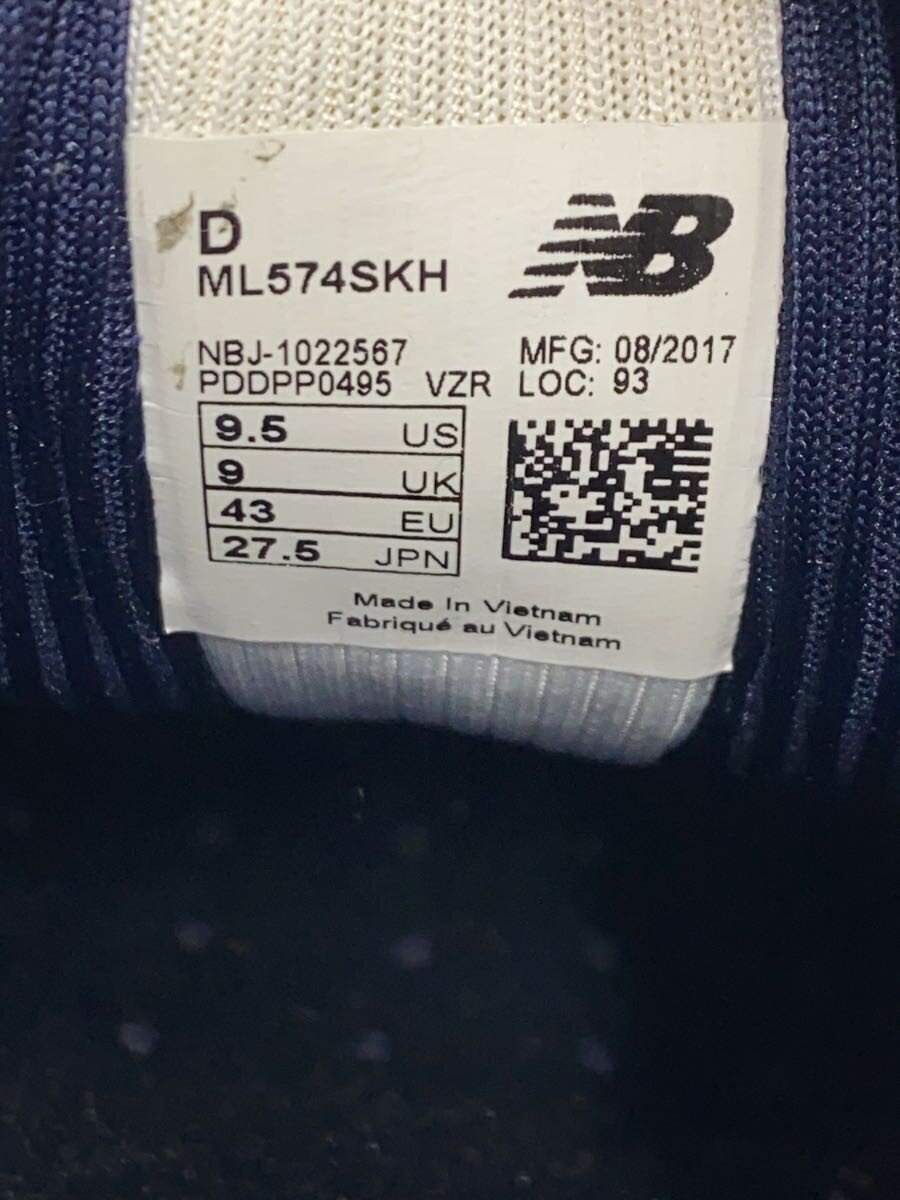 D
NB
ML574SKH
NBJ-1022567 MFG: 08/2017
PDDPP0495 VZR LOC: 93
9.5 US
9 UK
43 EU
27.5 JPN
Made In Vietnam
Fabriqué au Vietnam